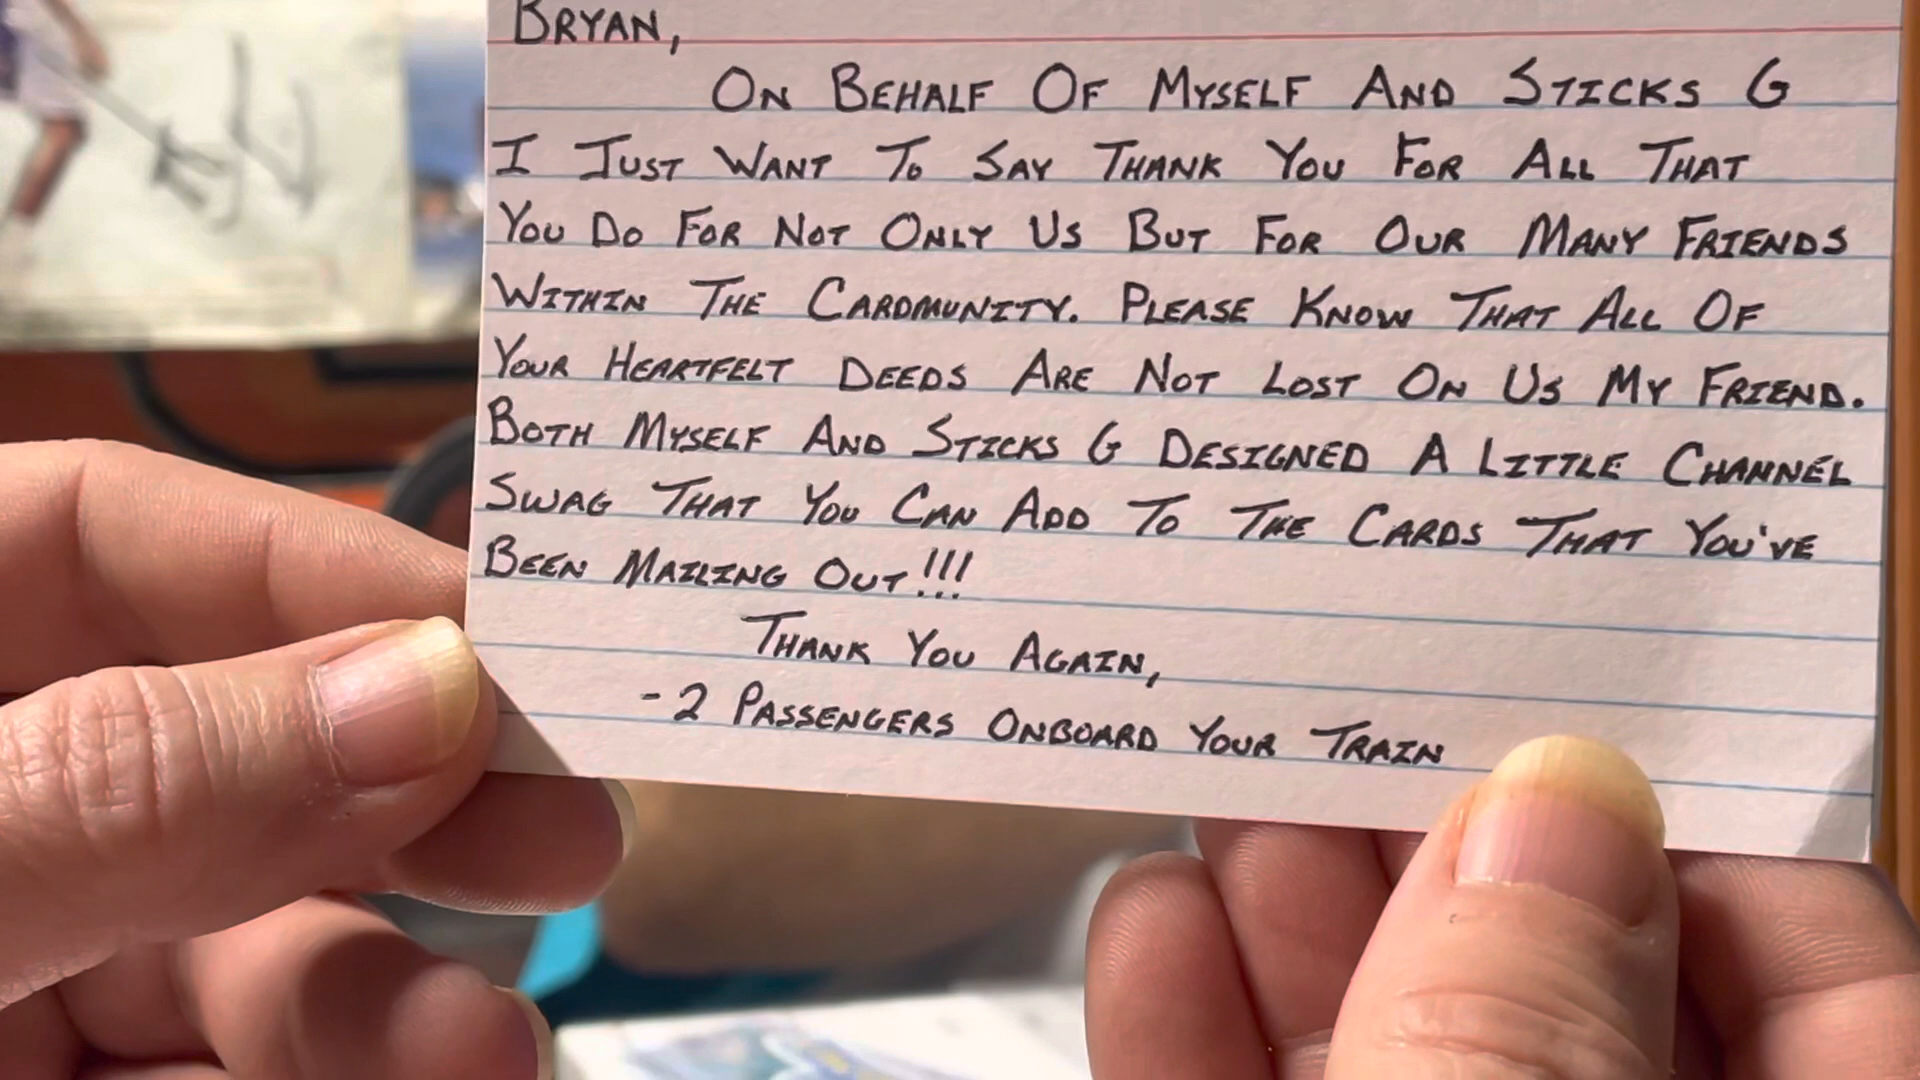 BRYAN,
ON BEHALF OF MYSELF AND STICKS G
I JUST WANT TO SAY THANK YOU FOR ALL THAT
YOU DO FOR NOT ONLY US BUT FOR OUR MANY FRIENDS
WITHIN THE CARDMUNITY. PLEASE KNOW THAT ALL OF
YOUR HEARTFELT DEEDS ARE NOT LOST ON US MY FRIEND.
BOTH MYSELF AND STICKS G DESIGNED A LITTLE CHANNEL
SWAG THAT YOU CAN ADD TO THE CARDS THAT YOU'VE
BEEN MAILING OUT!!!
THANK YOU AGAIN,
-2 PASSENGERS ONBOARD YOUR TRAIN